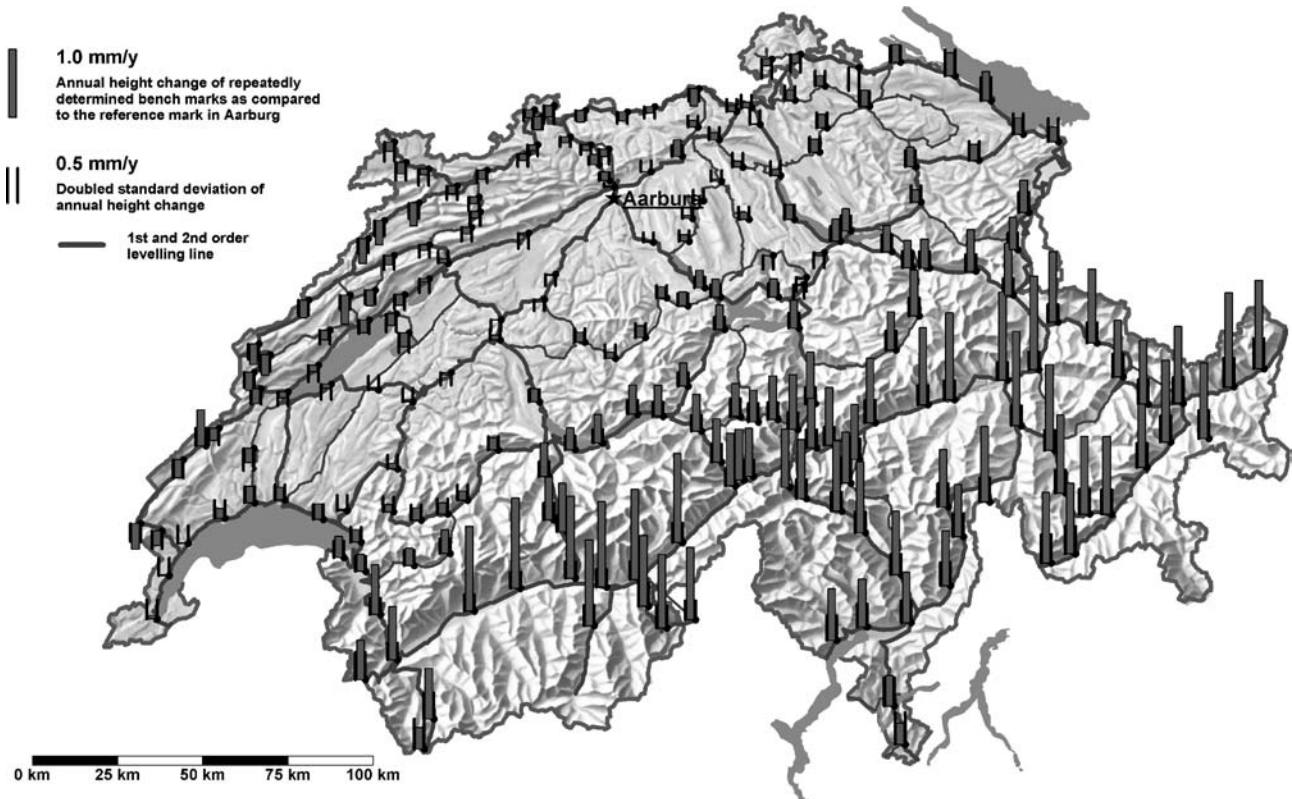 1.0 mm/y
Annual height change of repeatedly
determined bench marks as compared
to the reference mark in Aarburg
0.5 mm/y
Doubled standard deviation of
annual height change
1st and 2nd order
levelling line
Aarburg
0 km 25 km 50 km 75 km 100 km